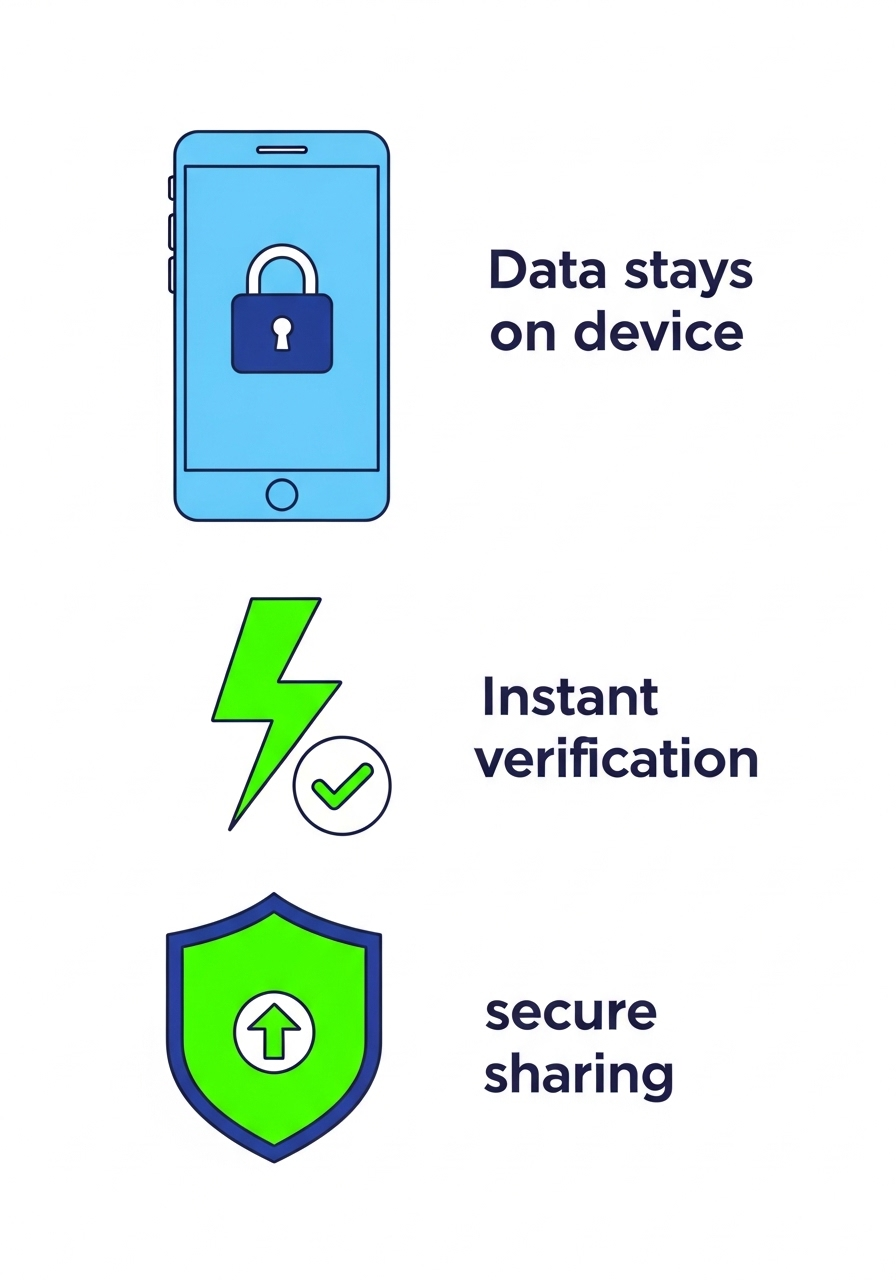 Data stays
on device
Instant
verification
secure
sharing